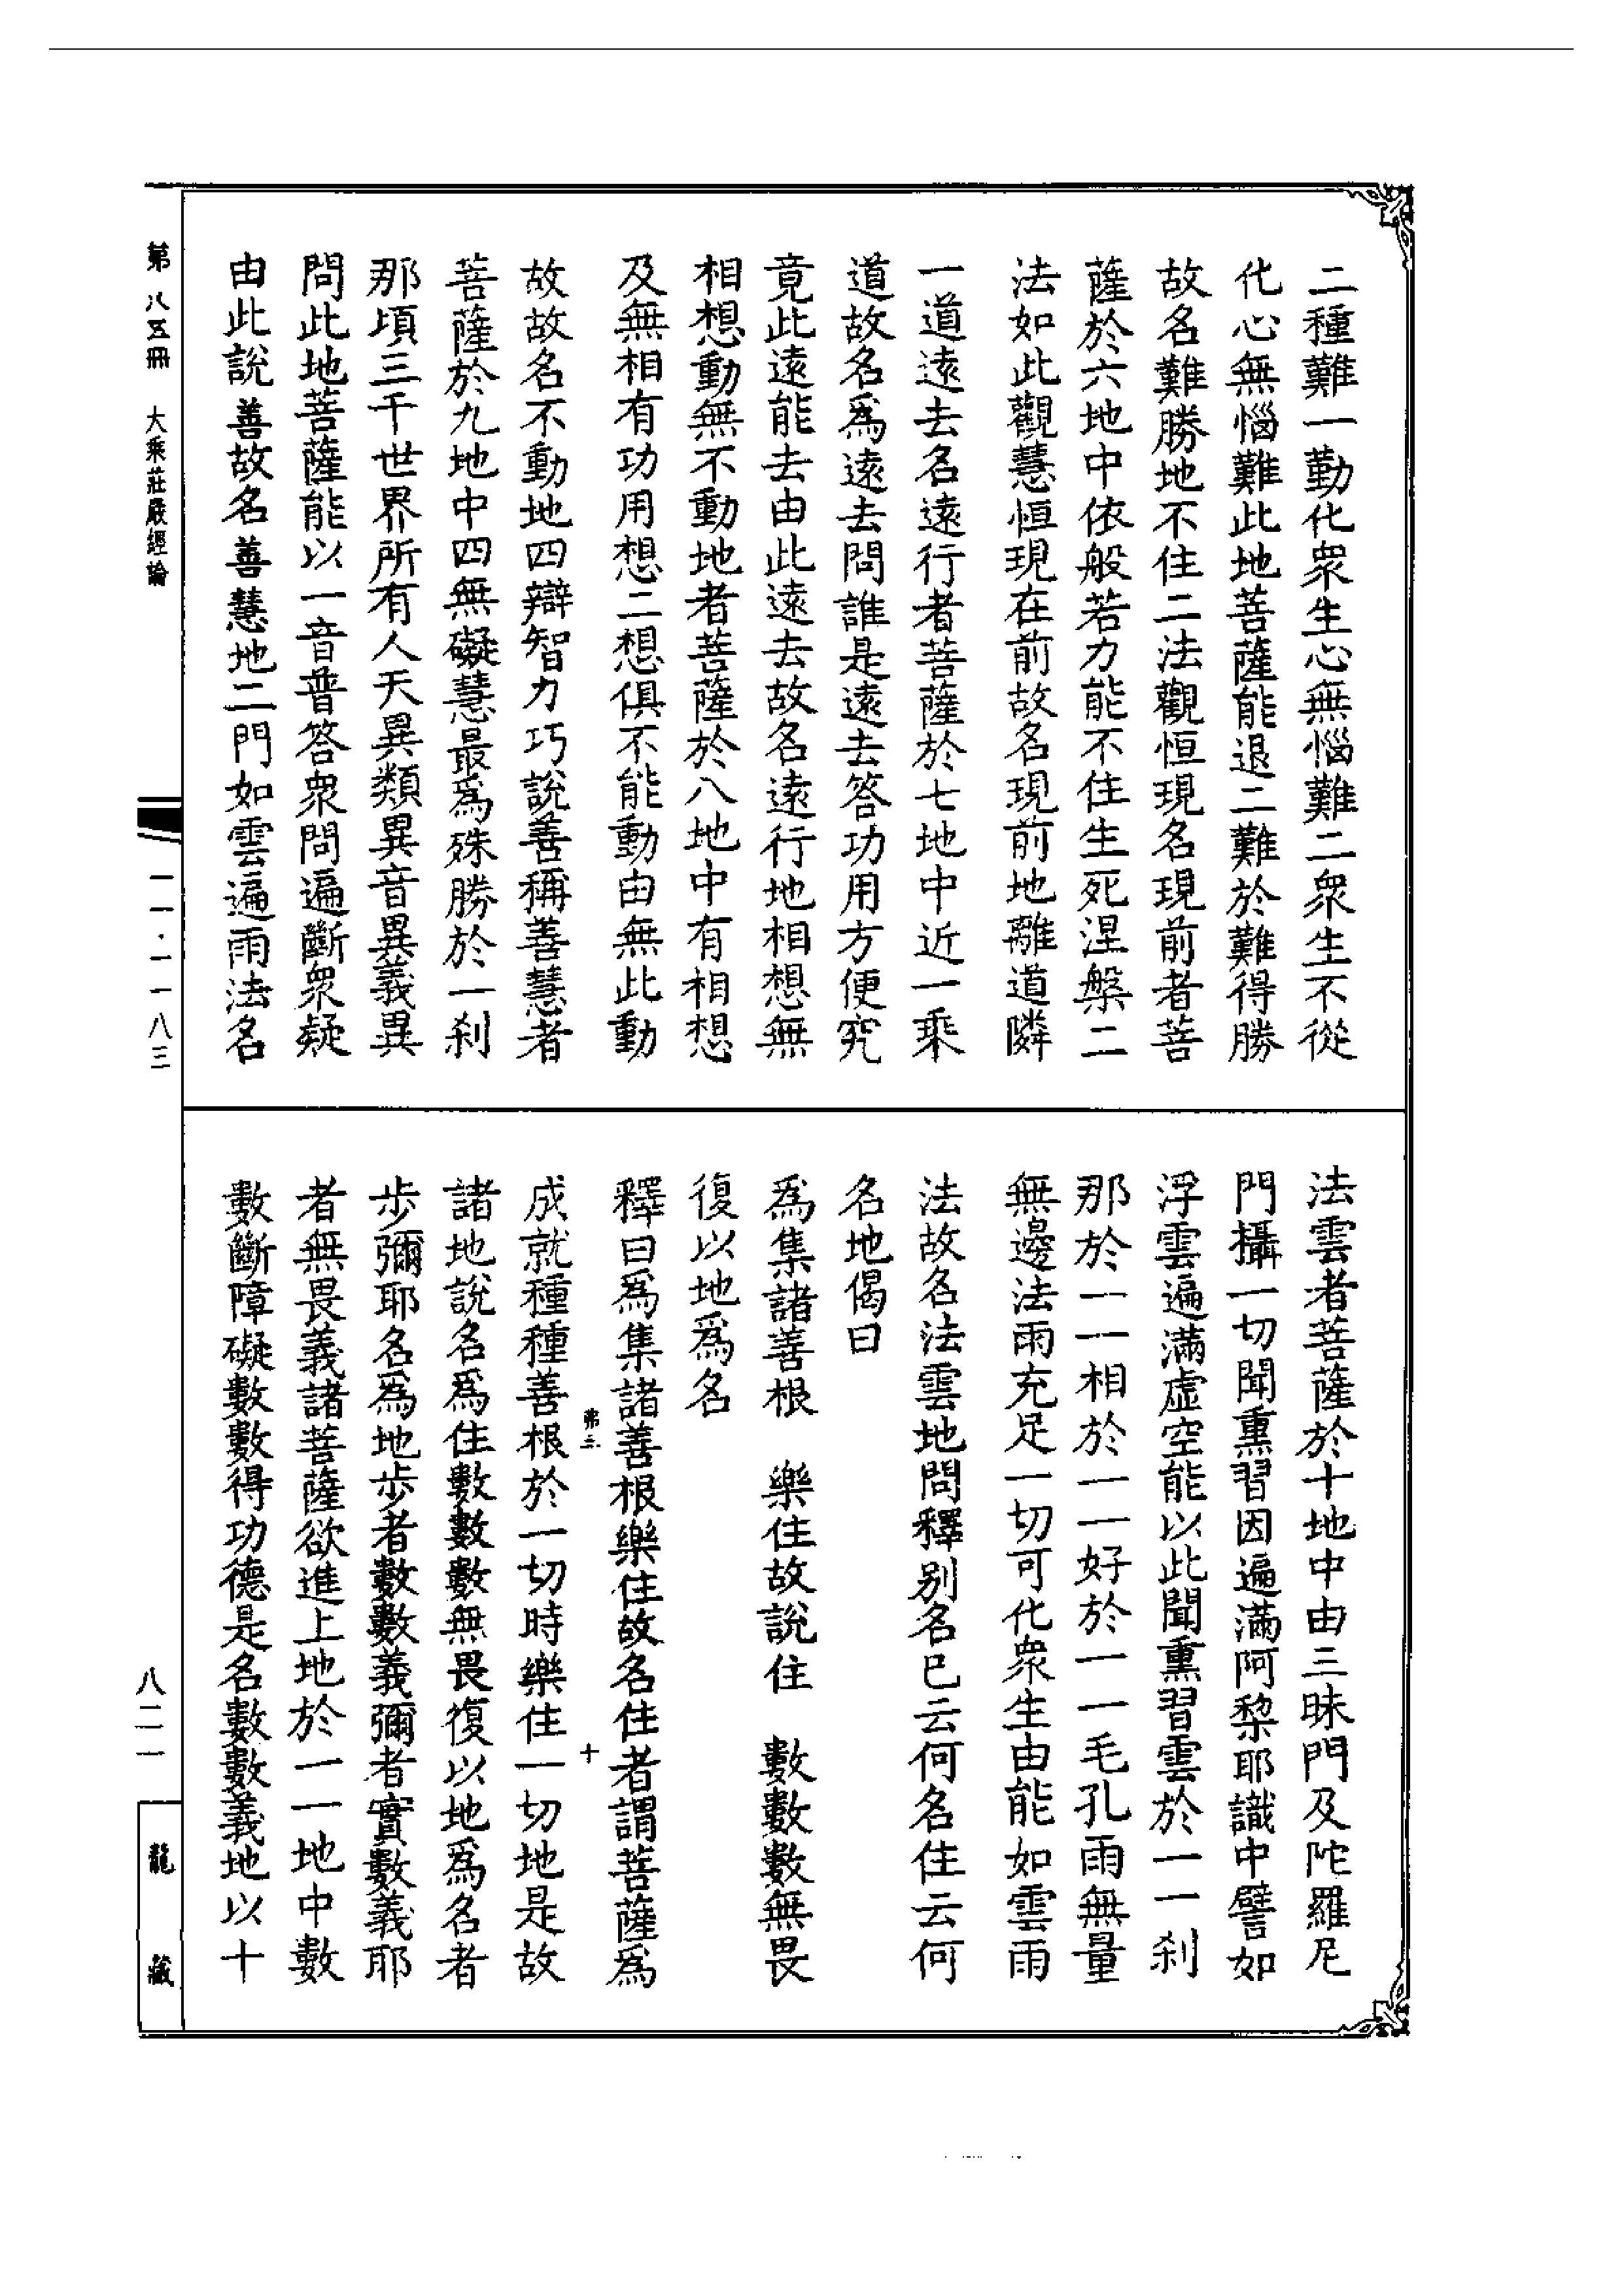 二種難一勤化衆生心無惱難二衆生不從
化心無惱難此地菩薩能退二難於難得勝
故名難勝地不住二法觀恒現名現前者菩
薩於六地中依般若力能不住生死涅槃二
法如此觀慧恒現在前故名現前地離道隣
一道遠去名遠行者菩薩於七地中近一乘
道故名爲遠去問誰是遠去答功用方便究
竟此遠能去由此遠去故名遠行地相想無
相想動無不動地者菩薩於八地中有相想
及無相有功用想二想俱不能動由無此動
故故名不動地四辯智力巧說善稱善慧者
菩薩於九地中四無礙慧最爲殊勝於一刹
那頃三千世界所有人天異類異音異義異
問此地菩薩能以一音普答衆問遍斷衆疑
由此說善故名善慧地二門如雲遍雨法名
法雲者菩薩於十地中由三昧門及陀羅尼
門攝一切聞熏習因遍滿阿黎耶識中譬如
浮雲遍滿虛空能以此聞熏習雲於一一刹
那於一一相於一一好於一一毛孔雨無量
無邊法雨充足一切可化衆生由能如雲雨
法故名法雲地問釋別名已云何名住云何
名地偈曰
爲集諸善根　樂住故說住　數數數無畏
復以地爲名
釋曰爲集諸善根樂住故名住者謂菩薩爲
成就種種善根於一切時樂住一切地是故
諸地說名爲住數數數無畏復以地爲名者
步彌耶名爲地步者數數義彌者實數義耶
者無畏義諸菩薩欲進上地於一一地中數
數斷障礙數數得功德是名數數義地以十
十
第八五冊　大乘莊嚴經論
一一·一一八三
八二一
龍藏